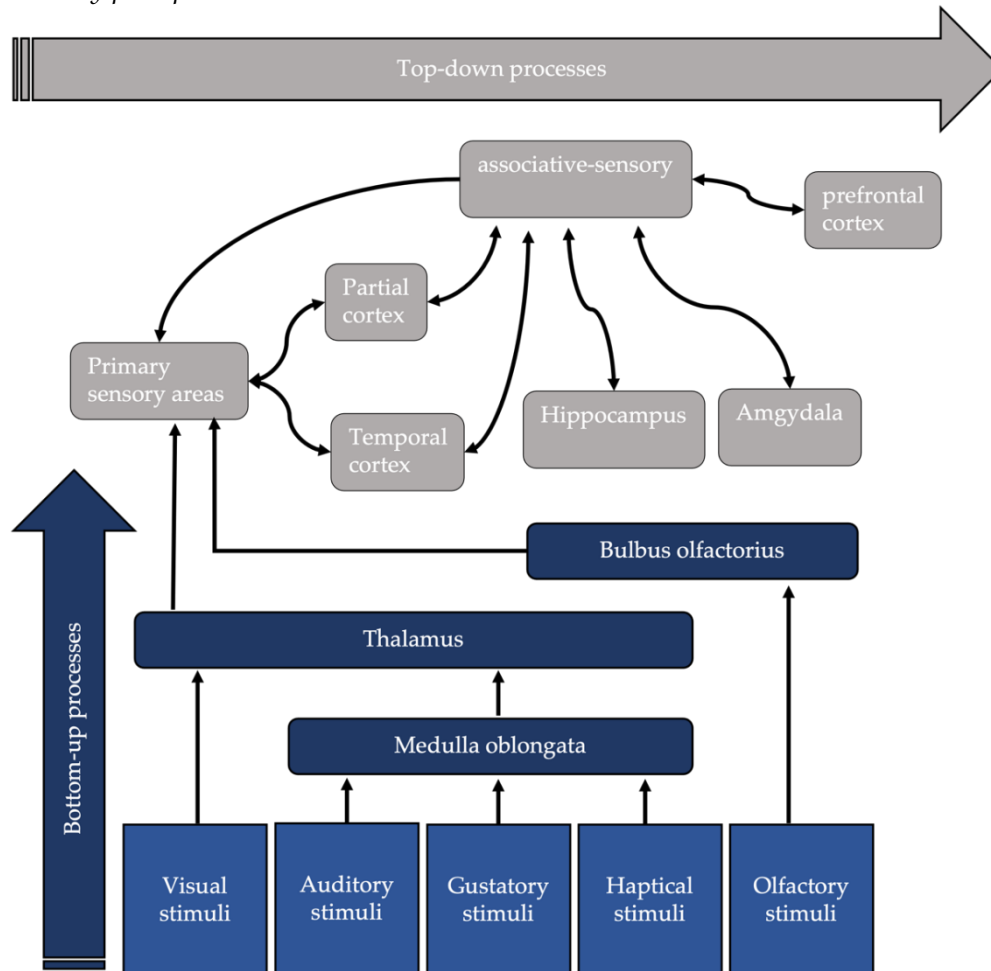 Top-down processes
associative-sensory
prefrontal
cortex
Partial
cortex
Primary
sensory areas
Hippocampus
Amgydala
Temporal
cortex
Bulbus olfactorius
Thalamus
Medulla oblongata
Bottom-up processes
Visual
stimuli
Auditory
stimuli
Gustatory
stimuli
Haptical
stimuli
Olfactory
stimuli